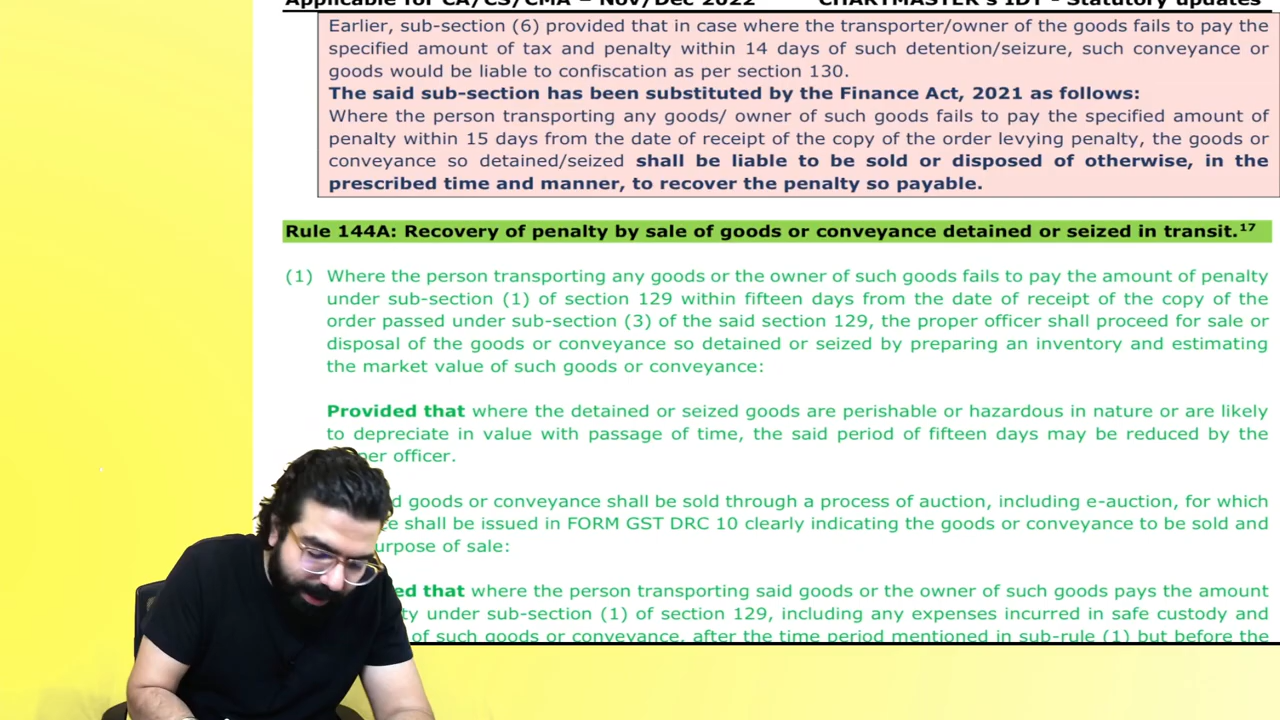 Applicable for CA/CS/CMA – Nov/Dec 2022 CHARTMASTER's IDT - Statutory updates
Earlier, sub-section (6) provided that in case where the transporter/owner of the goods fails to pay the
specified amount of tax and penalty within 14 days of such detention/seizure, such conveyance or
goods would be liable to confiscation as per section 130.
The said sub-section has been substituted by the Finance Act, 2021 as follows:
Where the person transporting any goods/ owner of such goods fails to pay the specified amount of
penalty within 15 days from the date of receipt of the copy of the order levying penalty, the goods or
conveyance so detained/seized shall be liable to be sold or disposed of otherwise, in the
prescribed time and manner, to recover the penalty so payable.
Rule 144A: Recovery of penalty by sale of goods or conveyance detained or seized in transit.17
(1) Where the person transporting any goods or the owner of such goods fails to pay the amount of penalty
under sub-section (1) of section 129 within fifteen days from the date of receipt of the copy of the
order passed under sub-section (3) of the said section 129, the proper officer shall proceed for sale or
disposal of the goods or conveyance so detained or seized by preparing an inventory and estimating
the market value of such goods or conveyance:
Provided that where the detained or seized goods are perishable or hazardous in nature or are likely
to depreciate in value with passage of time, the said period of fifteen days may be reduced by the
per officer.
d goods or conveyance shall be sold through a process of auction, including e-auction, for which
e shall be issued in FORM GST DRC 10 clearly indicating the goods or conveyance to be sold and
urpose of sale:
ed that where the person transporting said goods or the owner of such goods pays the amount
ty under sub-section (1) of section 129, including any expenses incurred in safe custody and
of such goods or conveyance, after the time period mentioned in sub-rule (1) but before the